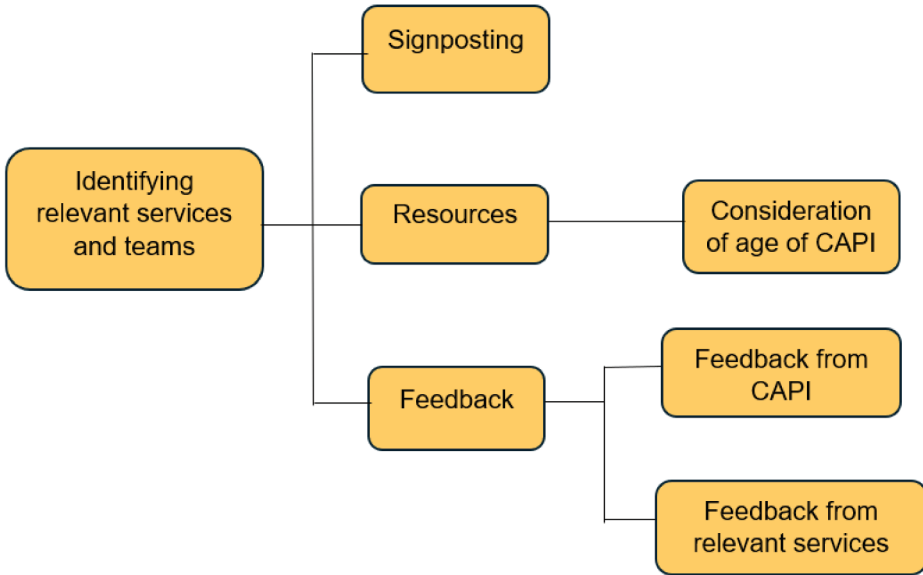 Signposting
Identifying
relevant services
and teams
Resources
Consideration
of age of CAPI
Feedback
Feedback from
CAPI
Feedback from
relevant services